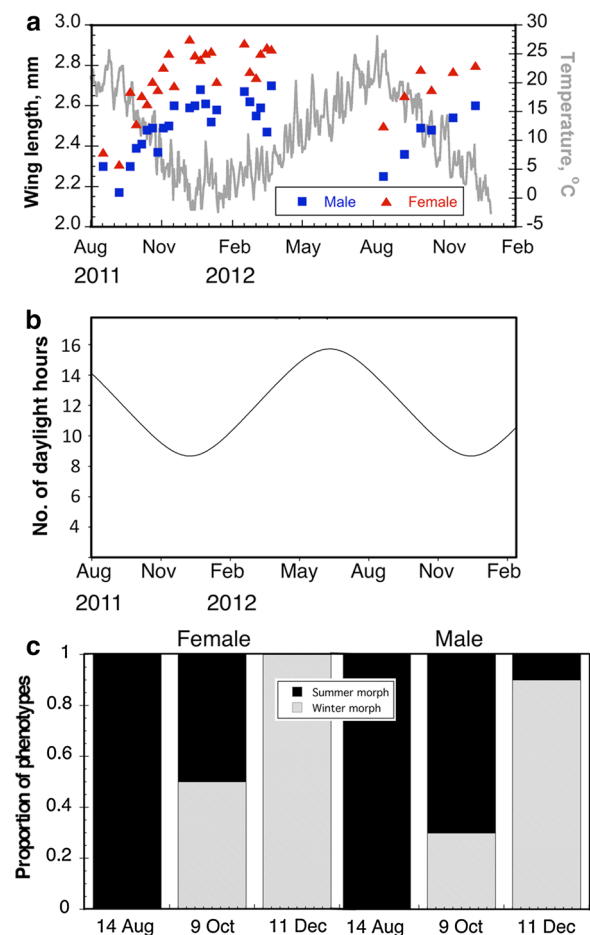 a
3.0
2.8
2.6
2.4
2.2
2.0
Wing length, mm
30
25
20
15
10
5
0
-5
Temperature, °C
Male Female
Aug Nov Feb May Aug Nov Feb
2011 2012
b
16
14
12
10
8
6
4
2
No. of daylight hours
Aug Nov Feb May Aug Nov Feb
2011 2012
c
Female Male
1
0.8
0.6
0.4
0.2
0
Proportion of phenotypes
Summer morph
Winter morph
14 Aug 9 Oct 11 Dec 14 Aug 9 Oct 11 Dec